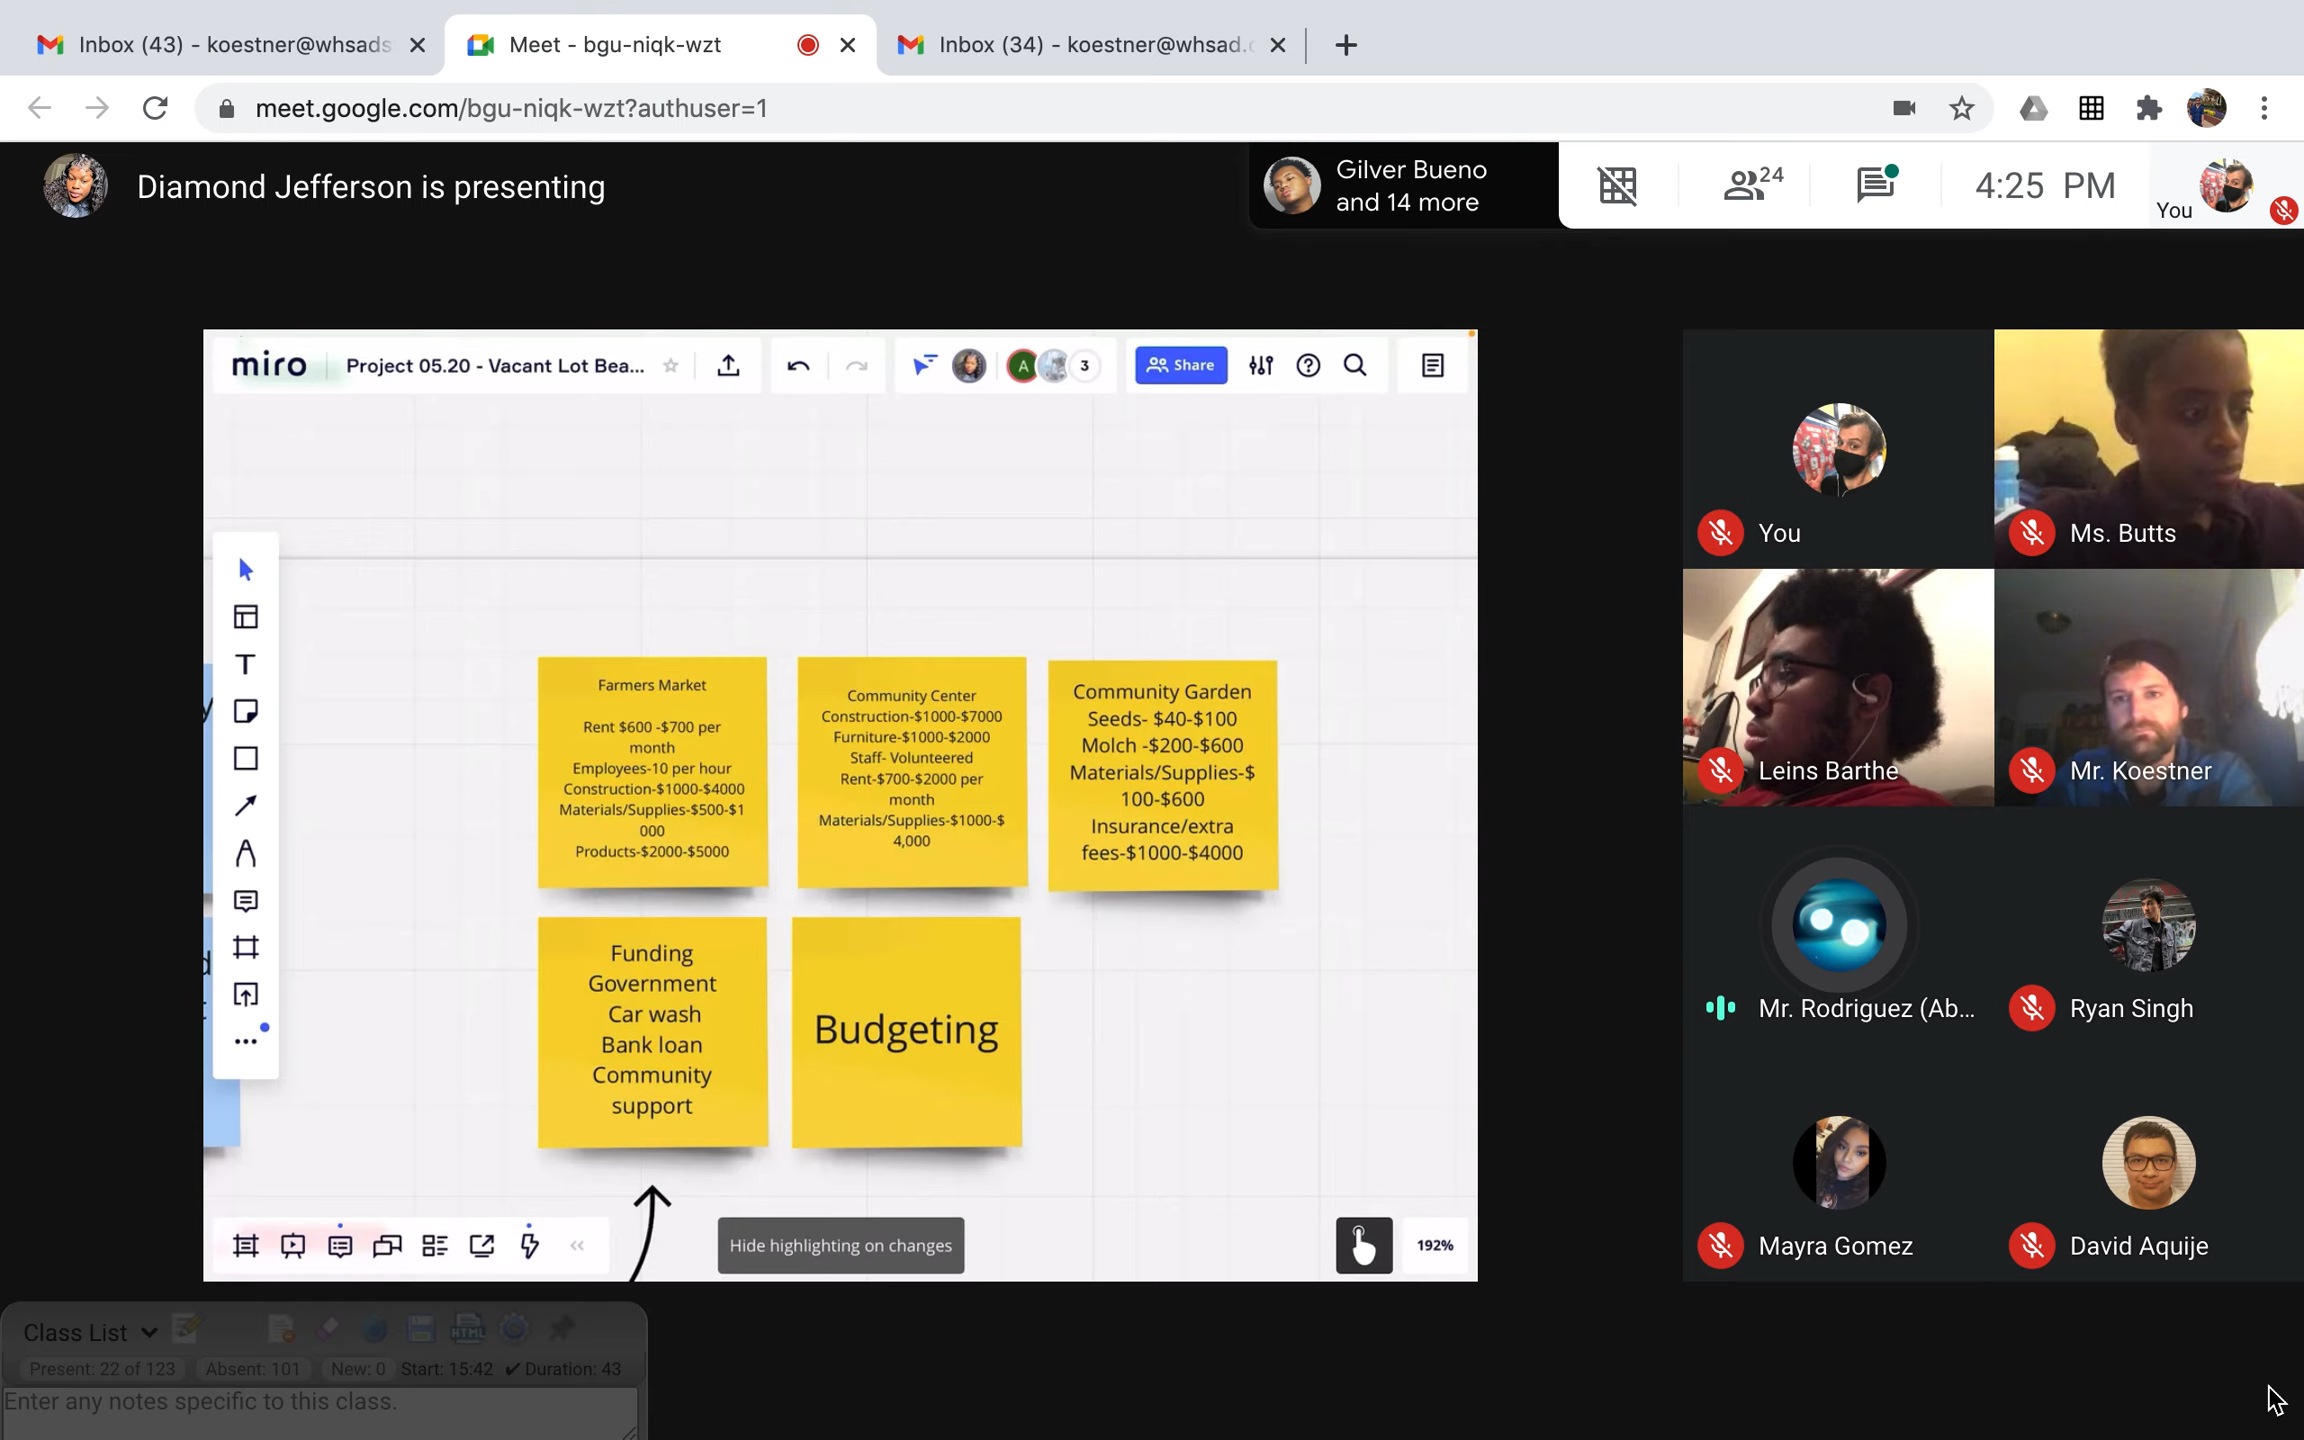 Inbox (43) - koestner@whsads
Meet - bgu-niqk-wzt
Inbox (34) - koestner@whsad.
meet.google.com/bgu-niqk-wzt?authuser=1
Diamond Jefferson is presenting
Gilver Bueno
and 14 more
24
4:25 PM
You
miro
Project 05.20 - Vacant Lot Bea...
A
3
Share
T
Farmers Market
Rent $600 -$700 per
month
Employees-10 per hour
Construction-$1000-$4000
Materials/Supplies-$500-$1
000
Products-$2000-$5000
Community Center
Construction-$1000-$7000
Furniture-$1000-$2000
Staff- Volunteered
Rent-$700-$2000 per
month
Materials/Supplies-$1000-$
4,000
Community Garden
Seeds- $40-$100
Molch -$200-$600
Materials/Supplies-$
100-$600
Insurance/extra
fees-$1000-$4000
Funding
Government
Car wash
Bank loan
Community
support
Budgeting
Hide highlighting on changes
192%
You
Ms. Butts
Leins Barthe
Mr. Koestner
Mr. Rodriguez (Ab...
Ryan Singh
Mayra Gomez
David Aquije
Class List
HTML
Present: 22 of 123
Absent: 101
New: 0
Start: 15:42
✔ Duration: 43
Enter any notes specific to this class.